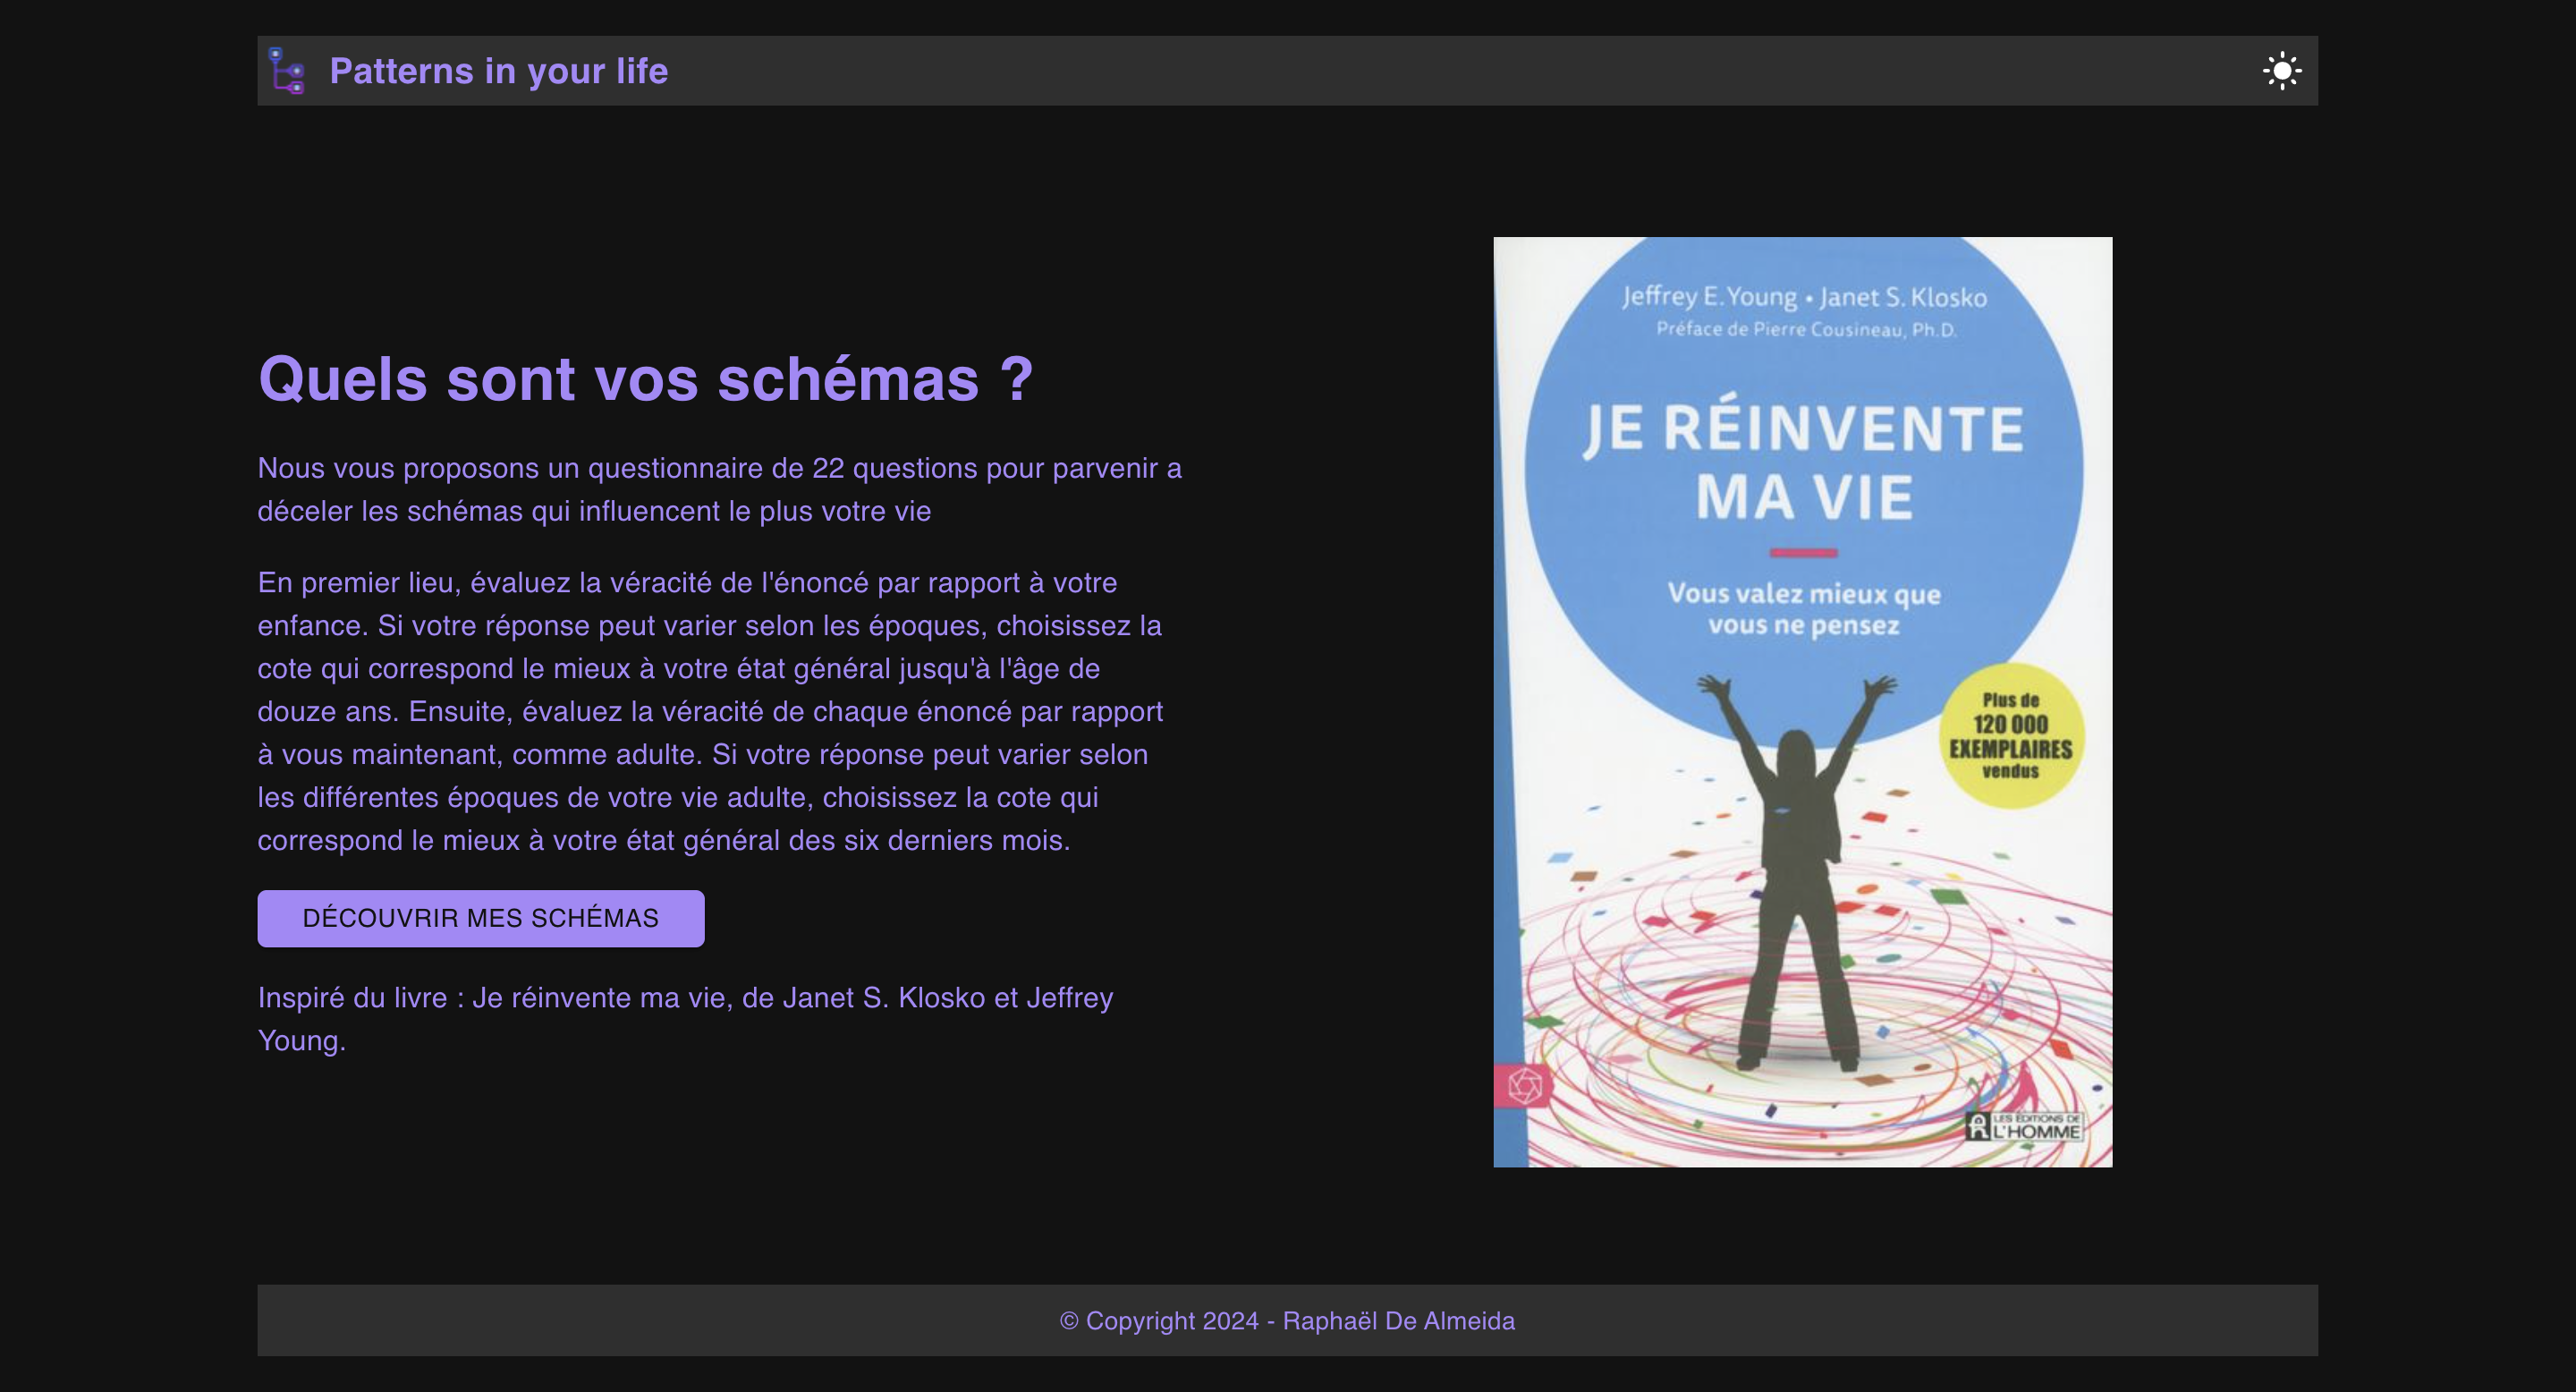 Patterns in your life
Quels sont vos schémas ?
Nous vous proposons un questionnaire de 22 questions pour parvenir a
déceler les schémas qui influencent le plus votre vie
En premier lieu, évaluez la véracité de l'énoncé par rapport à votre
enfance. Si votre réponse peut varier selon les époques, choisissez la
cote qui correspond le mieux à votre état général jusqu'à l'âge de
douze ans. Ensuite, évaluez la véracité de chaque énoncé par rapport
à vous maintenant, comme adulte. Si votre réponse peut varier selon
les différentes époques de votre vie adulte, choisissez la cote qui
correspond le mieux à votre état général des six derniers mois.
DÉCOUVRIR MES SCHÉMAS
Inspiré du livre : Je réinvente ma vie, de Janet S. Klosko et Jeffrey
Young.
Jeffrey E. Young • Janet S. Klosko
Préface de Pierre Cousineau, Ph.D.
JE RÉINVENTE
MA VIE
Vous valez mieux que
vous ne pensez
Plus de
120 000
EXEMPLAIRES
vendus
LES ÉDITIONS DE
L'HOMME
© Copyright 2024 - Raphaël De Almeida